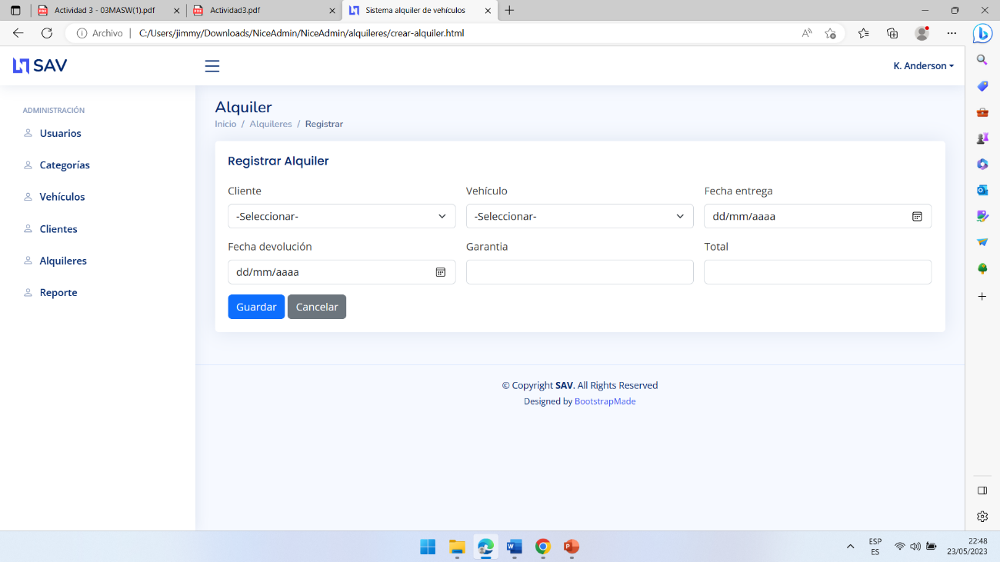 Actividad 3 - 03MASW(1).pdf
Actividad3.pdf
Sistema alquiler de vehículos
Archivo C:/Users/jimmy/Downloads/NiceAdmin/NiceAdmin/alquileres/crear-alquiler.html
SAV
K. Anderson
ADMINISTRACIÓN
Usuarios
Categorías
Vehículos
Clientes
Alquileres
Reporte
Alquiler
Inicio / Alquileres / Registrar
Registrar Alquiler
Cliente Vehículo Fecha entrega
-Seleccionar- -Seleccionar- dd/mm/aaaa
Fecha devolución Garantia Total
dd/mm/aaaa
Guardar Cancelar
© Copyright SAV. All Rights Reserved
Designed by BootstrapMade
ESP
ES
22:48
23/05/2023